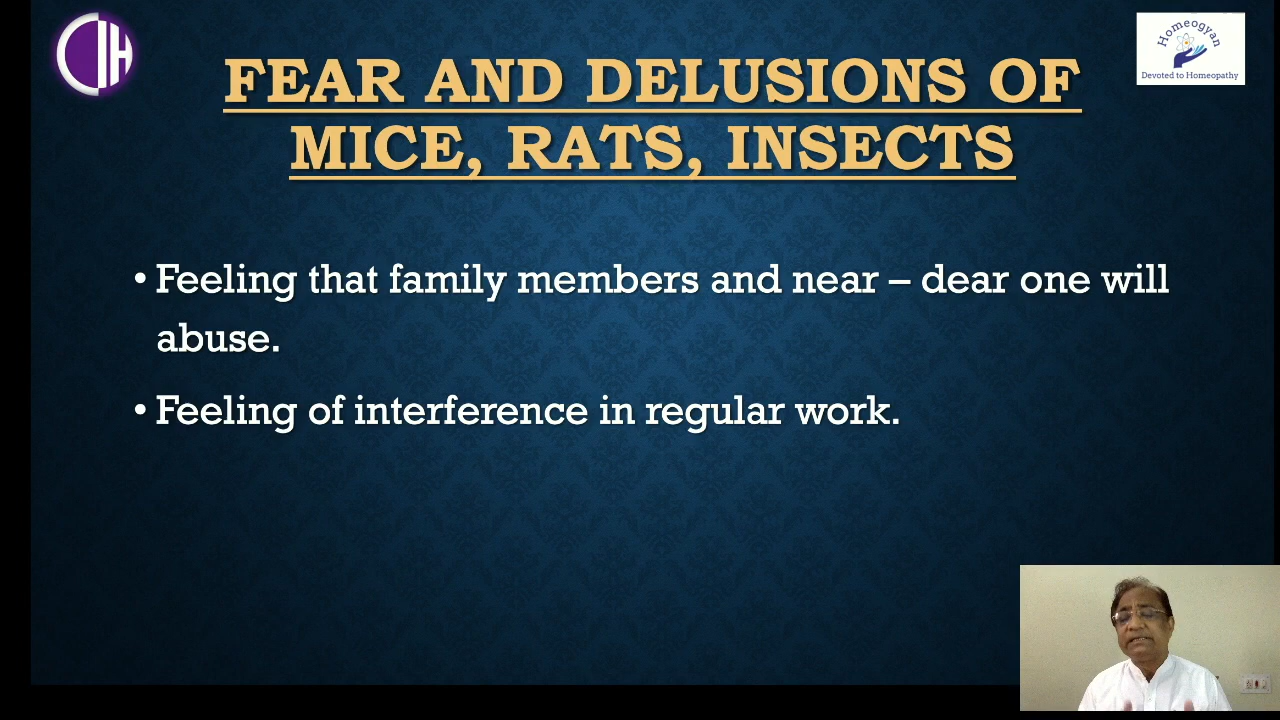 FEAR AND DELUSIONS OF
MICE, RATS, INSECTS
Homeogyan
Devoted to Homeopathy
• Feeling that family members and near – dear one will
abuse.
• Feeling of interference in regular work.